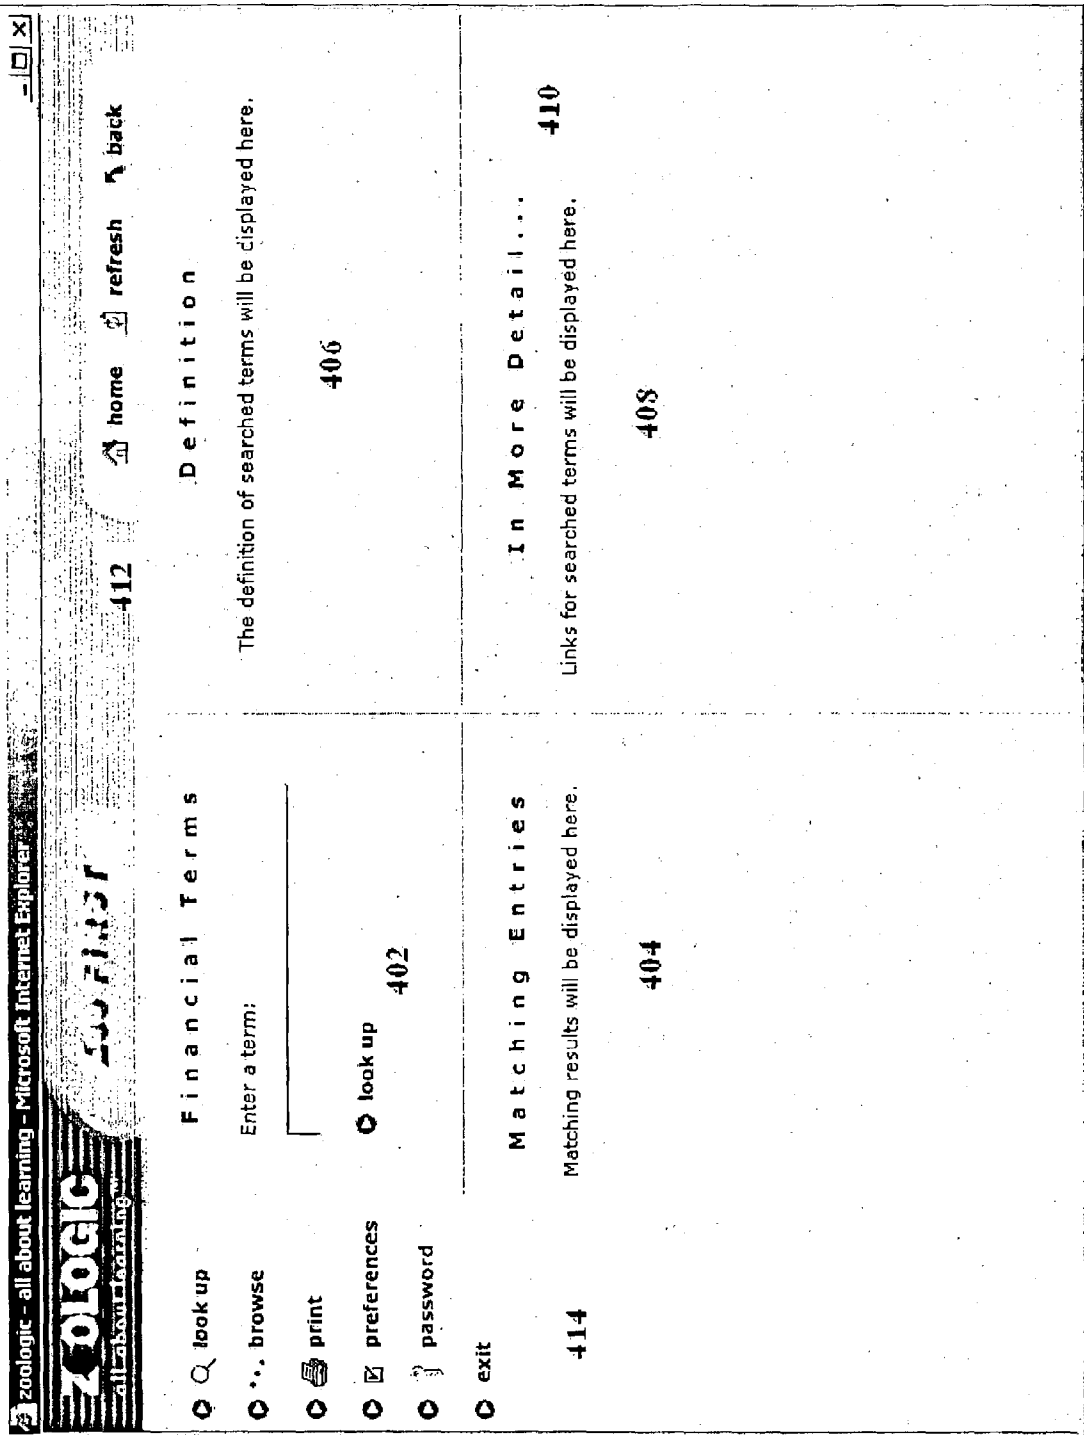 zoologic - all about learning - Microsoft Internet Explorer
ZOOLOGIC
all about learning
412
home refresh back
look up
browse
print
preferences
password
exit
414
Financial Terms
Enter a term:
look up
402
Definition
The definition of searched terms will be displayed here.
406
Matching Entries
Matching results will be displayed here.
404
In More Detail...
410
Links for searched terms will be displayed here.
408